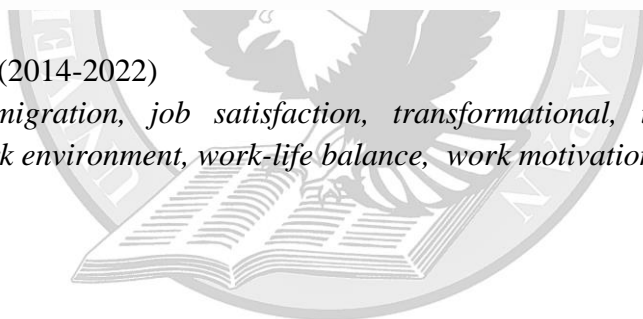 (2014-2022)
migration, job satisfaction, transformational,
environment, work-life balance, work motivation